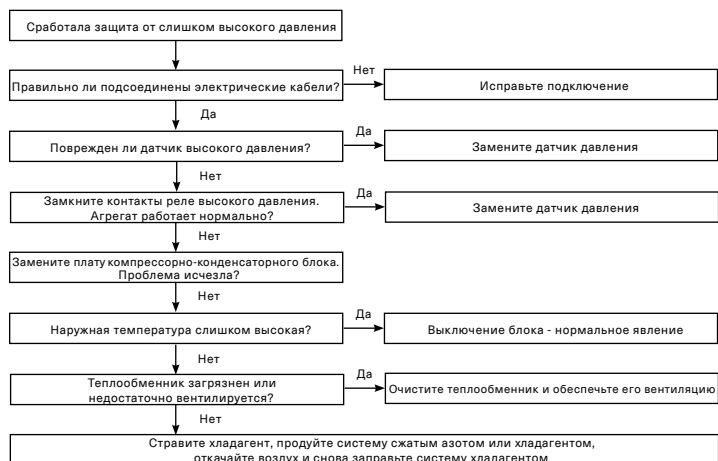 Сработала защита от слишком высокого давления
Правильно ли подсоединены электрические кабели?
Нет
Исправьте подключение
Да
Поврежден ли датчик высокого давления?
Да
Замените датчик давления
Нет
Замкните контакты реле высокого давления.
Агрегат работает нормально?
Да
Замените датчик давления
Нет
Замените плату компрессорно-конденсаторного блока.
Проблема исчезла?
Нет
Наружная температура слишком высокая?
Да
Выключение блока - нормальное явление
Нет
Теплообменник загрязнен или
недостаточно вентилируется?
Да
Очистите теплообменник и обеспечьте его вентиляцию
Нет
Стравите хладагент, продуйте систему сжатым азотом или хладагентом,
откачайте воздух и снова заправьте систему хладагентом